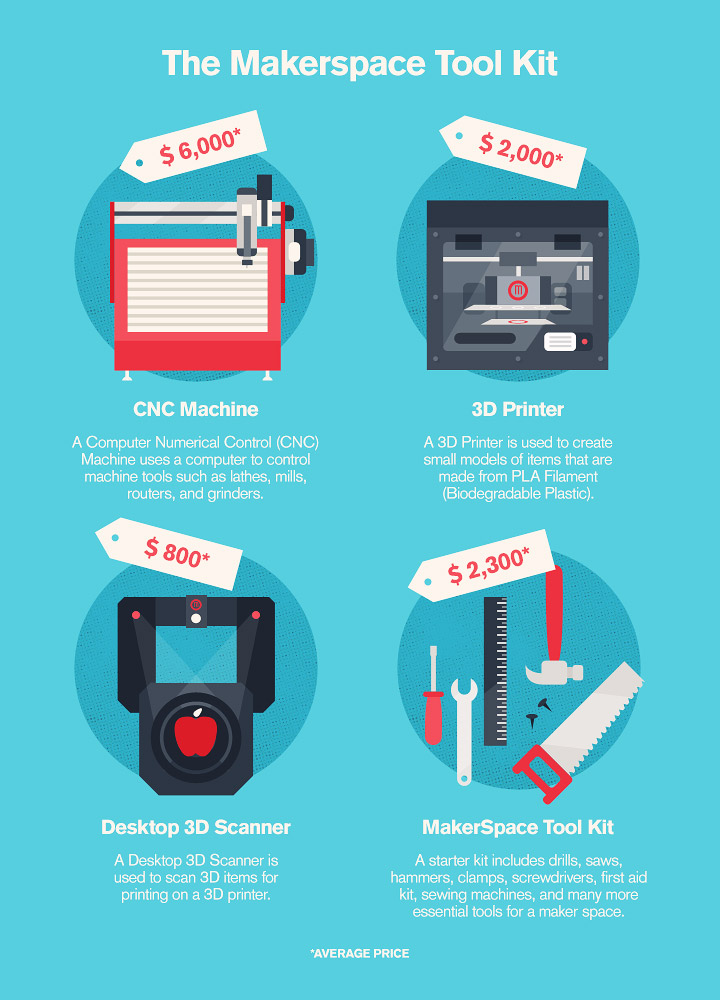 The Makerspace Tool Kit
$ 6,000*
$ 2,000*
CNC Machine
A Computer Numerical Control (CNC)
Machine uses a computer to control
machine tools such as lathes, mills,
routers, and grinders.
3D Printer
A 3D Printer is used to create
small models of items that are
made from PLA Filament
(Biodegradable Plastic).
$ 800*
$ 2,300*
Desktop 3D Scanner
A Desktop 3D Scanner is
used to scan 3D items for
printing on a 3D printer.
MakerSpace Tool Kit
A starter kit includes drills, saws,
hammers, clamps, screwdrivers, first aid
kit, sewing machines, and many more
essential tools for a maker space.
*AVERAGE PRICE